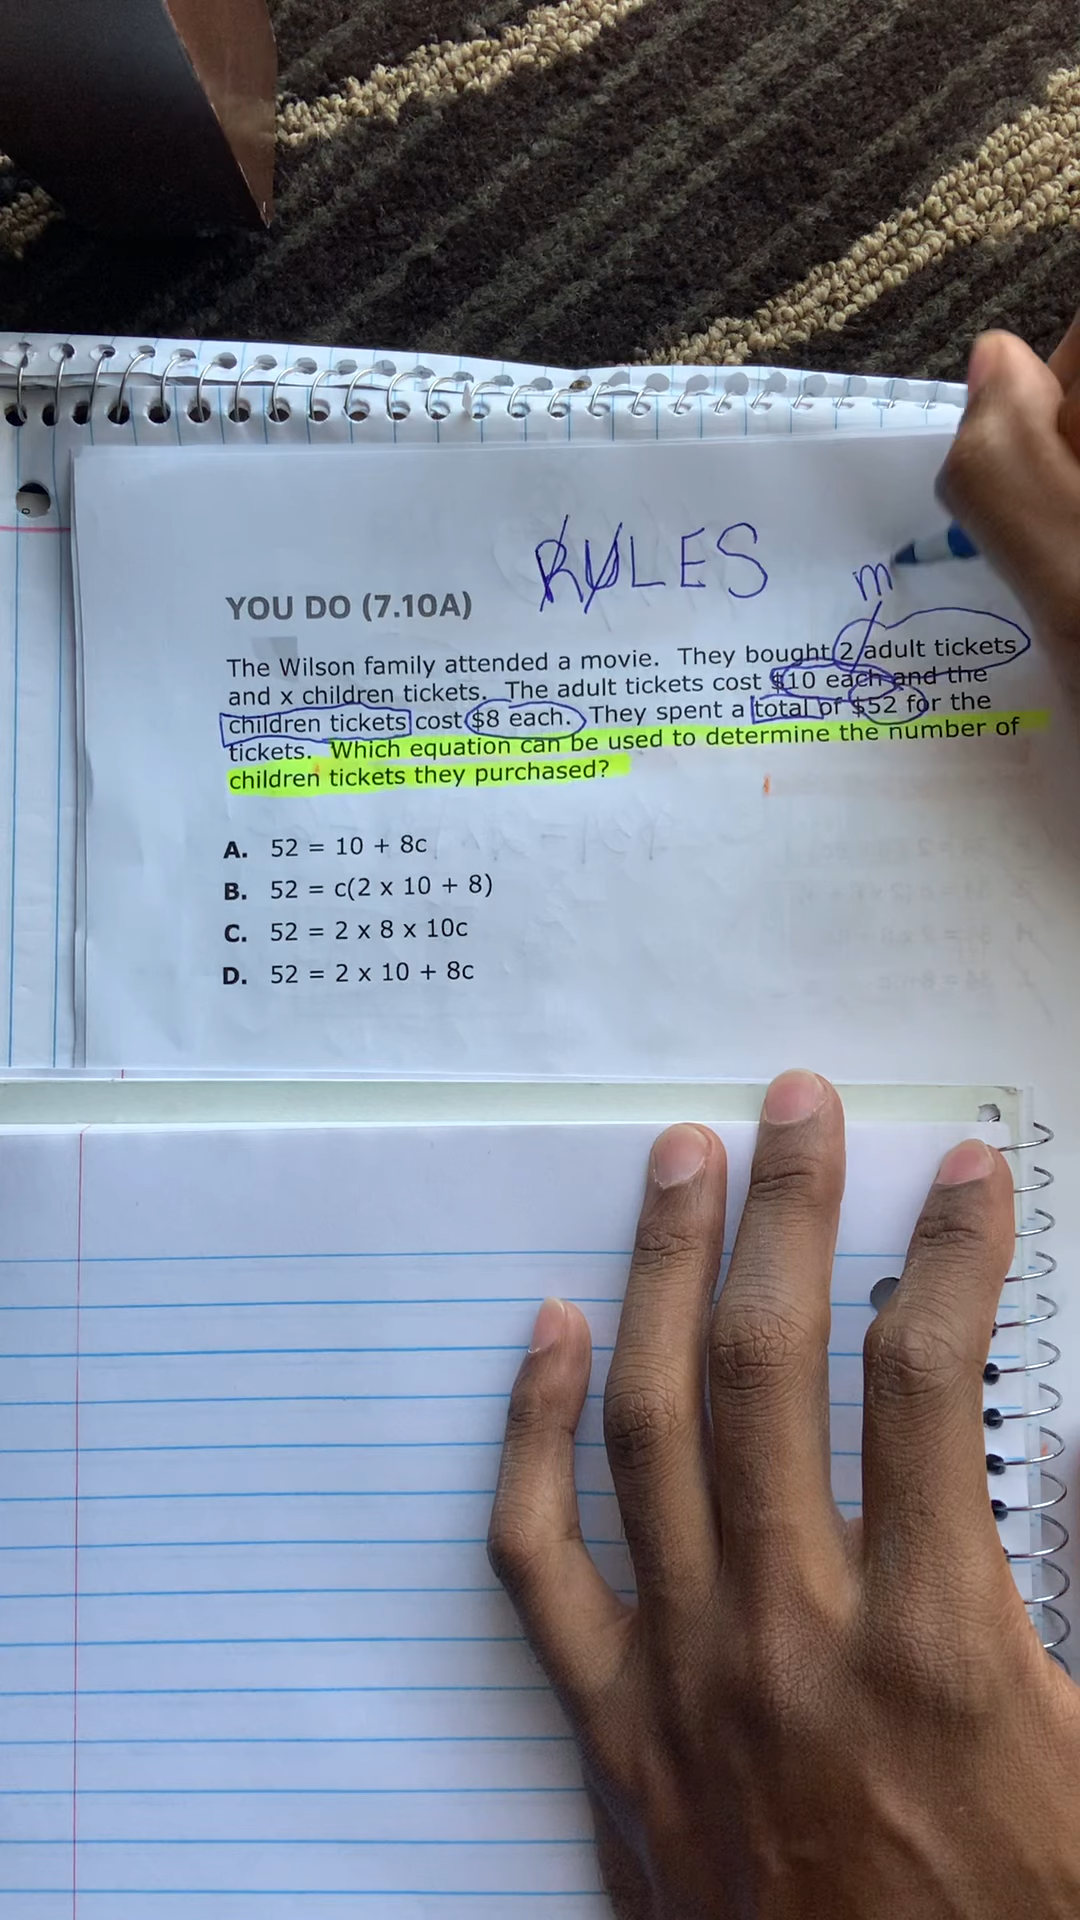 RULES
m
YOU DO (7.10A)
The Wilson family attended a movie. They bought 2 adult tickets
and x children tickets. The adult tickets cost $10 each and the
children tickets cost $8 each. They spent a total of $52 for the
tickets. Which equation can be used to determine the number of
children tickets they purchased?
A. 52 = 10 + 8c
B. 52 = c(2 x 10 + 8)
C. 52 = 2 x 8 x 10c
D. 52 = 2 x 10 + 8c